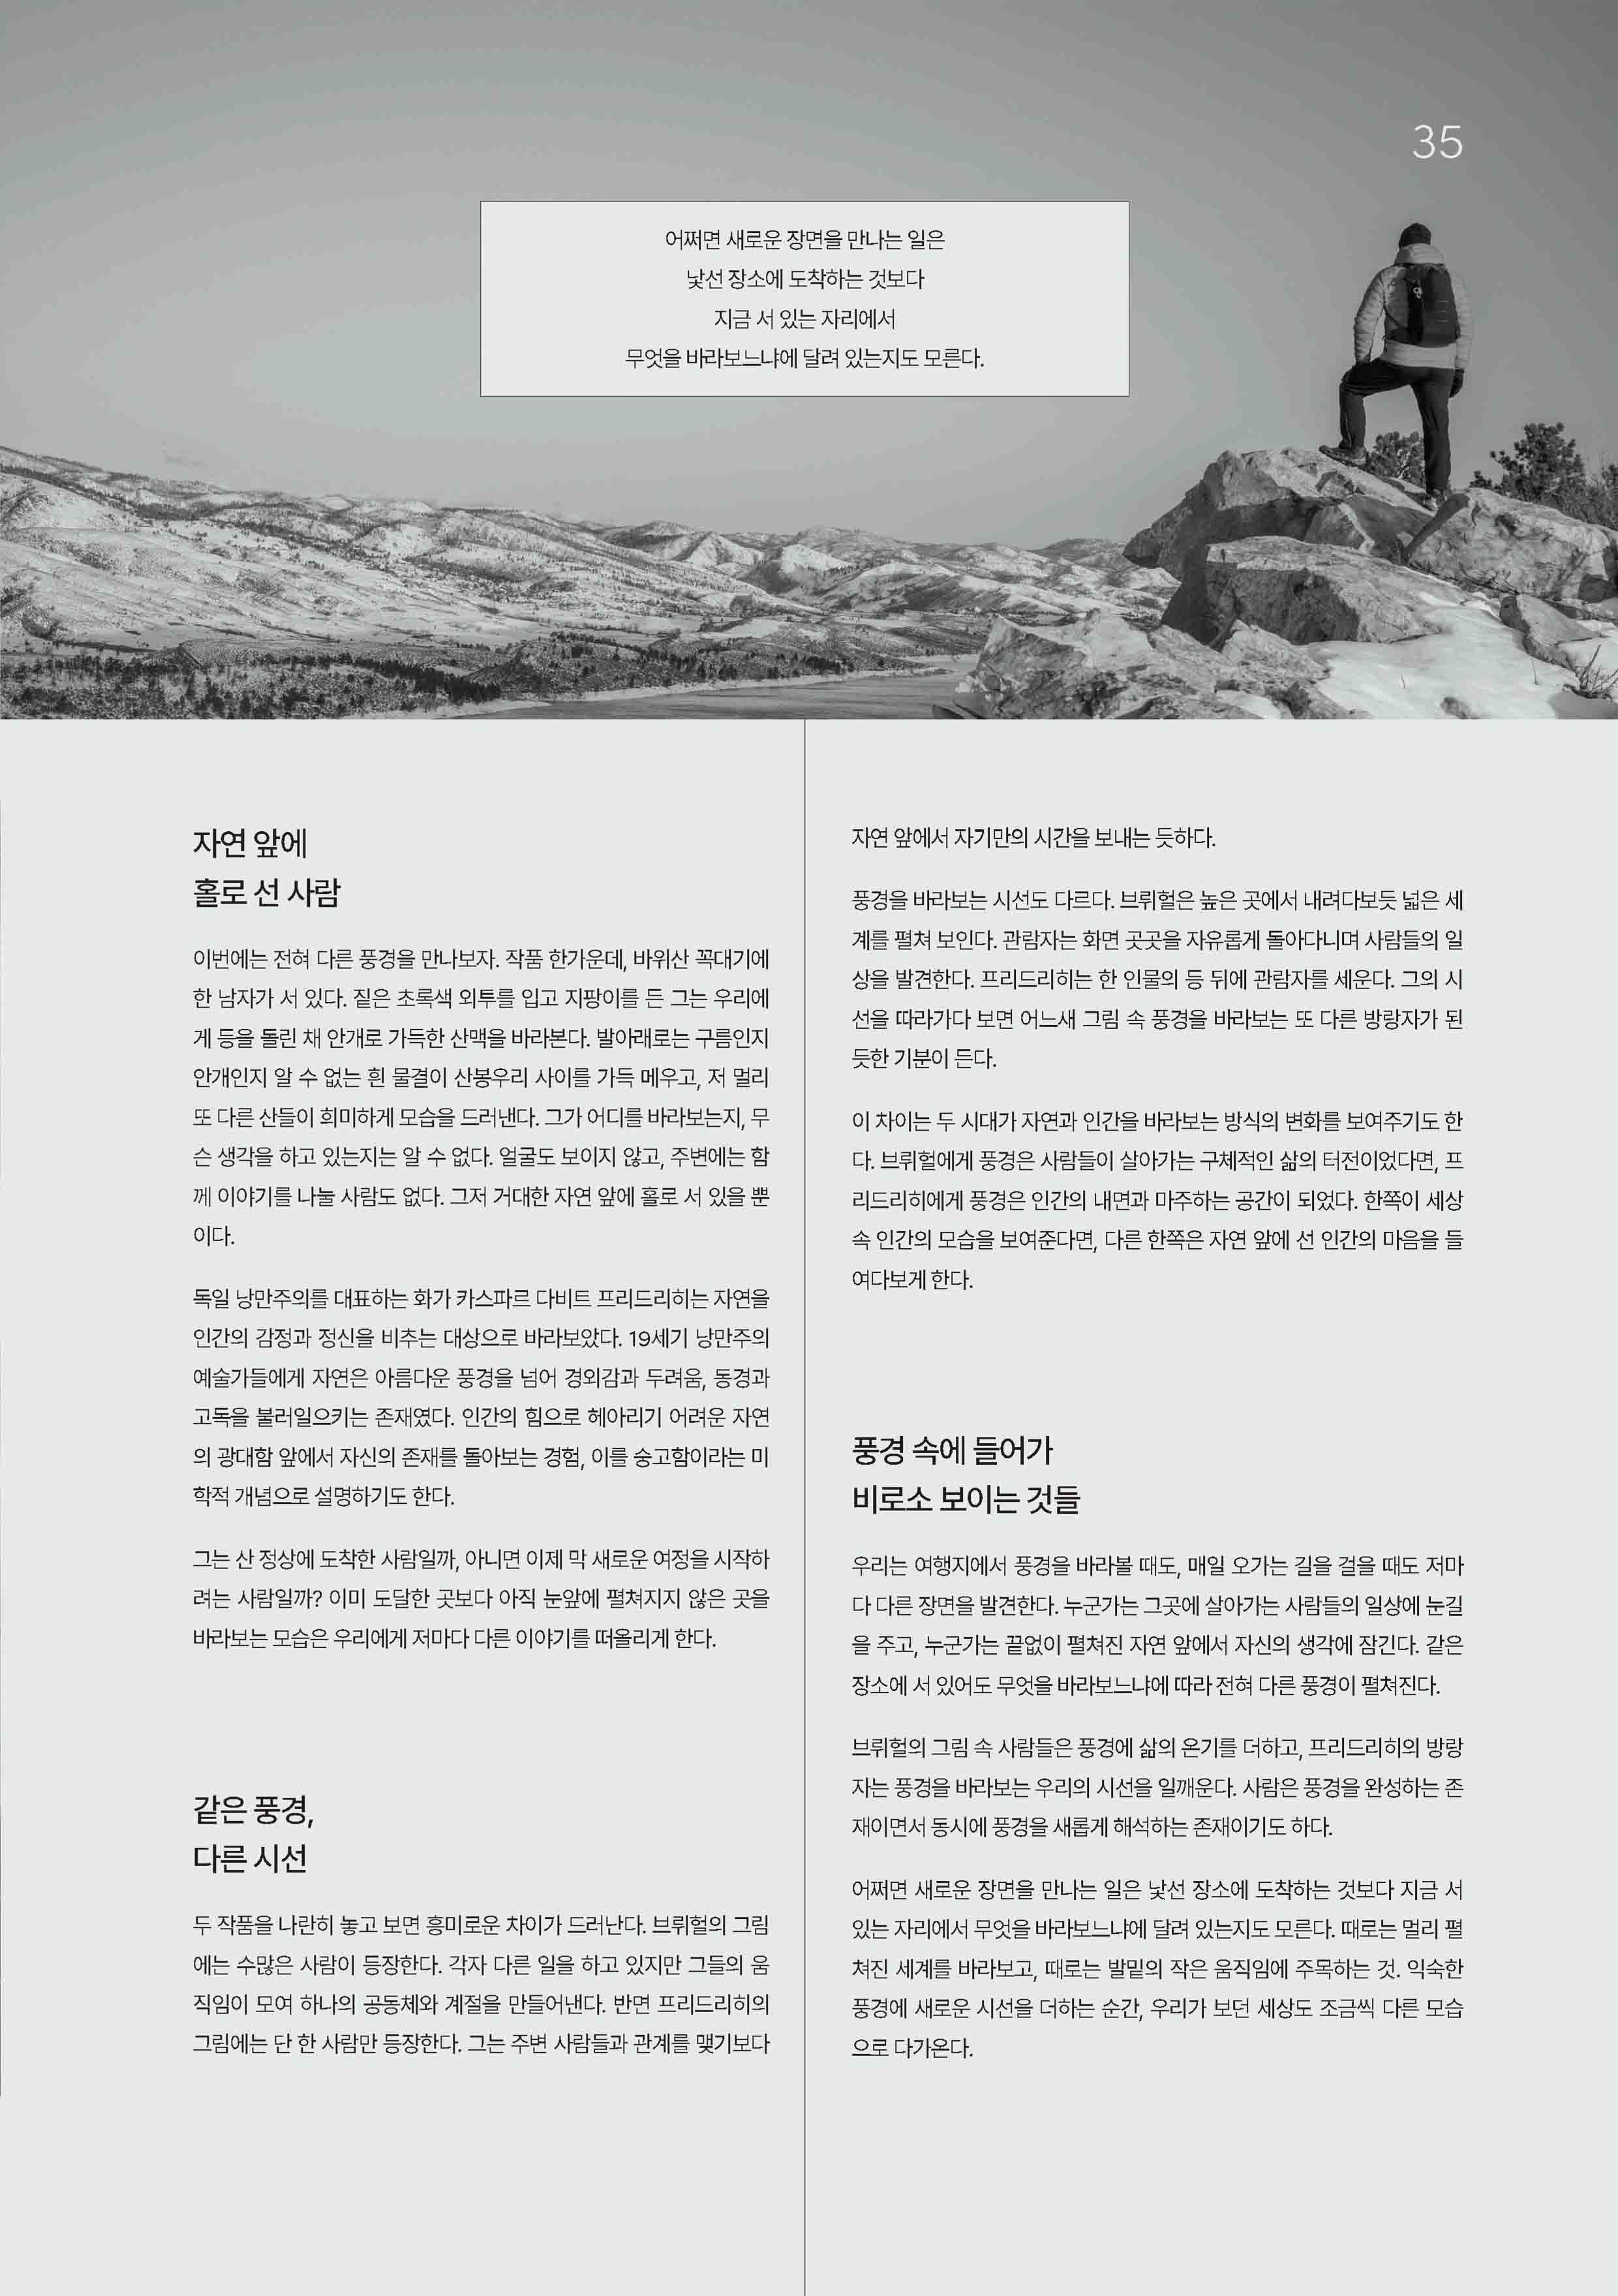 35
어쩌면 새로운 장면을 만나는 일은
낯선 장소에 도착하는 것보다
지금 서 있는 자리에서
무엇을 바라보느냐에 달려 있는지도 모른다.
자연 앞에
홀로 선 사람
이번에는 전혀 다른 풍경을 만나보자. 작품 한가운데, 바위산 꼭대기에
한 남자가 서 있다. 짙은 초록색 외투를 입고 지팡이를 든 그는 우리에
게 등을 돌린 채 안개로 가득한 산맥을 바라본다. 발아래로는 구름인지
안개인지 알 수 없는 흰 물결이 산봉우리 사이를 가득 메우고, 저 멀리
또 다른 산들이 희미하게 모습을 드러낸다. 그가 어디를 바라보는지, 무
슨 생각을 하고 있는지는 알 수 없다. 얼굴도 보이지 않고, 주변에는 함
께 이야기를 나눌 사람도 없다. 그저 거대한 자연 앞에 홀로 서 있을 뿐
이다.
독일 낭만주의를 대표하는 화가 카스파르 다비트 프리드리히는 자연을
인간의 감정과 정신을 비추는 대상으로 바라보았다. 19세기 낭만주의
예술가들에게 자연은 아름다운 풍경을 넘어 경외감과 두려움, 동경과
고독을 불러일으키는 존재였다. 인간의 힘으로 헤아리기 어려운 자연
의 광대함 앞에서 자신의 존재를 돌아보는 경험, 이를 숭고함이라는 미
학적 개념으로 설명하기도 한다.
그는 산 정상에 도착한 사람일까, 아니면 이제 막 새로운 여정을 시작하
려는 사람일까? 이미 도달한 곳보다 아직 눈앞에 펼쳐지지 않은 곳을
바라보는 모습은 우리에게 저마다 다른 이야기를 떠올리게 한다.
같은 풍경,
다른 시선
두 작품을 나란히 놓고 보면 흥미로운 차이가 드러난다. 브뤼헐의 그림
에는 수많은 사람이 등장한다. 각자 다른 일을 하고 있지만 그들의 움
직임이 모여 하나의 공동체와 계절을 만들어낸다. 반면 프리드리히의
그림에는 단 한 사람만 등장한다. 그는 주변 사람들과 관계를 맺기보다
자연 앞에서 자기만의 시간을 보내는 듯하다.
풍경을 바라보는 시선도 다르다. 브뤼헐은 높은 곳에서 내려다보듯 넓은 세
계를 펼쳐 보인다. 관람자는 화면 곳곳을 자유롭게 돌아다니며 사람들의 일
상을 발견한다. 프리드리히는 한 인물의 등 뒤에 관람자를 세운다. 그의 시
선을 따라가다 보면 어느새 그림 속 풍경을 바라보는 또 다른 방랑자가 된
듯한 기분이 든다.
이 차이는 두 시대가 자연과 인간을 바라보는 방식의 변화를 보여주기도 한
다. 브뤼헐에게 풍경은 사람들이 살아가는 구체적인 삶의 터전이었다면, 프
리드리히에게 풍경은 인간의 내면과 마주하는 공간이 되었다. 한쪽이 세상
속 인간의 모습을 보여준다면, 다른 한쪽은 자연 앞에 선 인간의 마음을 들
여다보게 한다.
풍경 속에 들어가
비로소 보이는 것들
우리는 여행지에서 풍경을 바라볼 때도, 매일 오가는 길을 걸을 때도 저마
다 다른 장면을 발견한다. 누군가는 그곳에 살아가는 사람들의 일상에 눈길
을 주고, 누군가는 끝없이 펼쳐진 자연 앞에서 자신의 생각에 잠긴다. 같은
장소에 서 있어도 무엇을 바라보느냐에 따라 전혀 다른 풍경이 펼쳐진다.
브뤼헐의 그림 속 사람들은 풍경에 삶의 온기를 더하고, 프리드리히의 방랑
자는 풍경을 바라보는 우리의 시선을 일깨운다. 사람은 풍경을 완성하는 존
재이면서 동시에 풍경을 새롭게 해석하는 존재이기도 하다.
어쩌면 새로운 장면을 만나는 일은 낯선 장소에 도착하는 것보다 지금 서
있는 자리에서 무엇을 바라보느냐에 달려 있는지도 모른다. 때로는 멀리 펼
쳐진 세계를 바라보고, 때로는 발밑의 작은 움직임에 주목하는 것. 익숙한
풍경에 새로운 시선을 더하는 순간, 우리가 보던 세상도 조금씩 다른 모습
으로 다가온다.